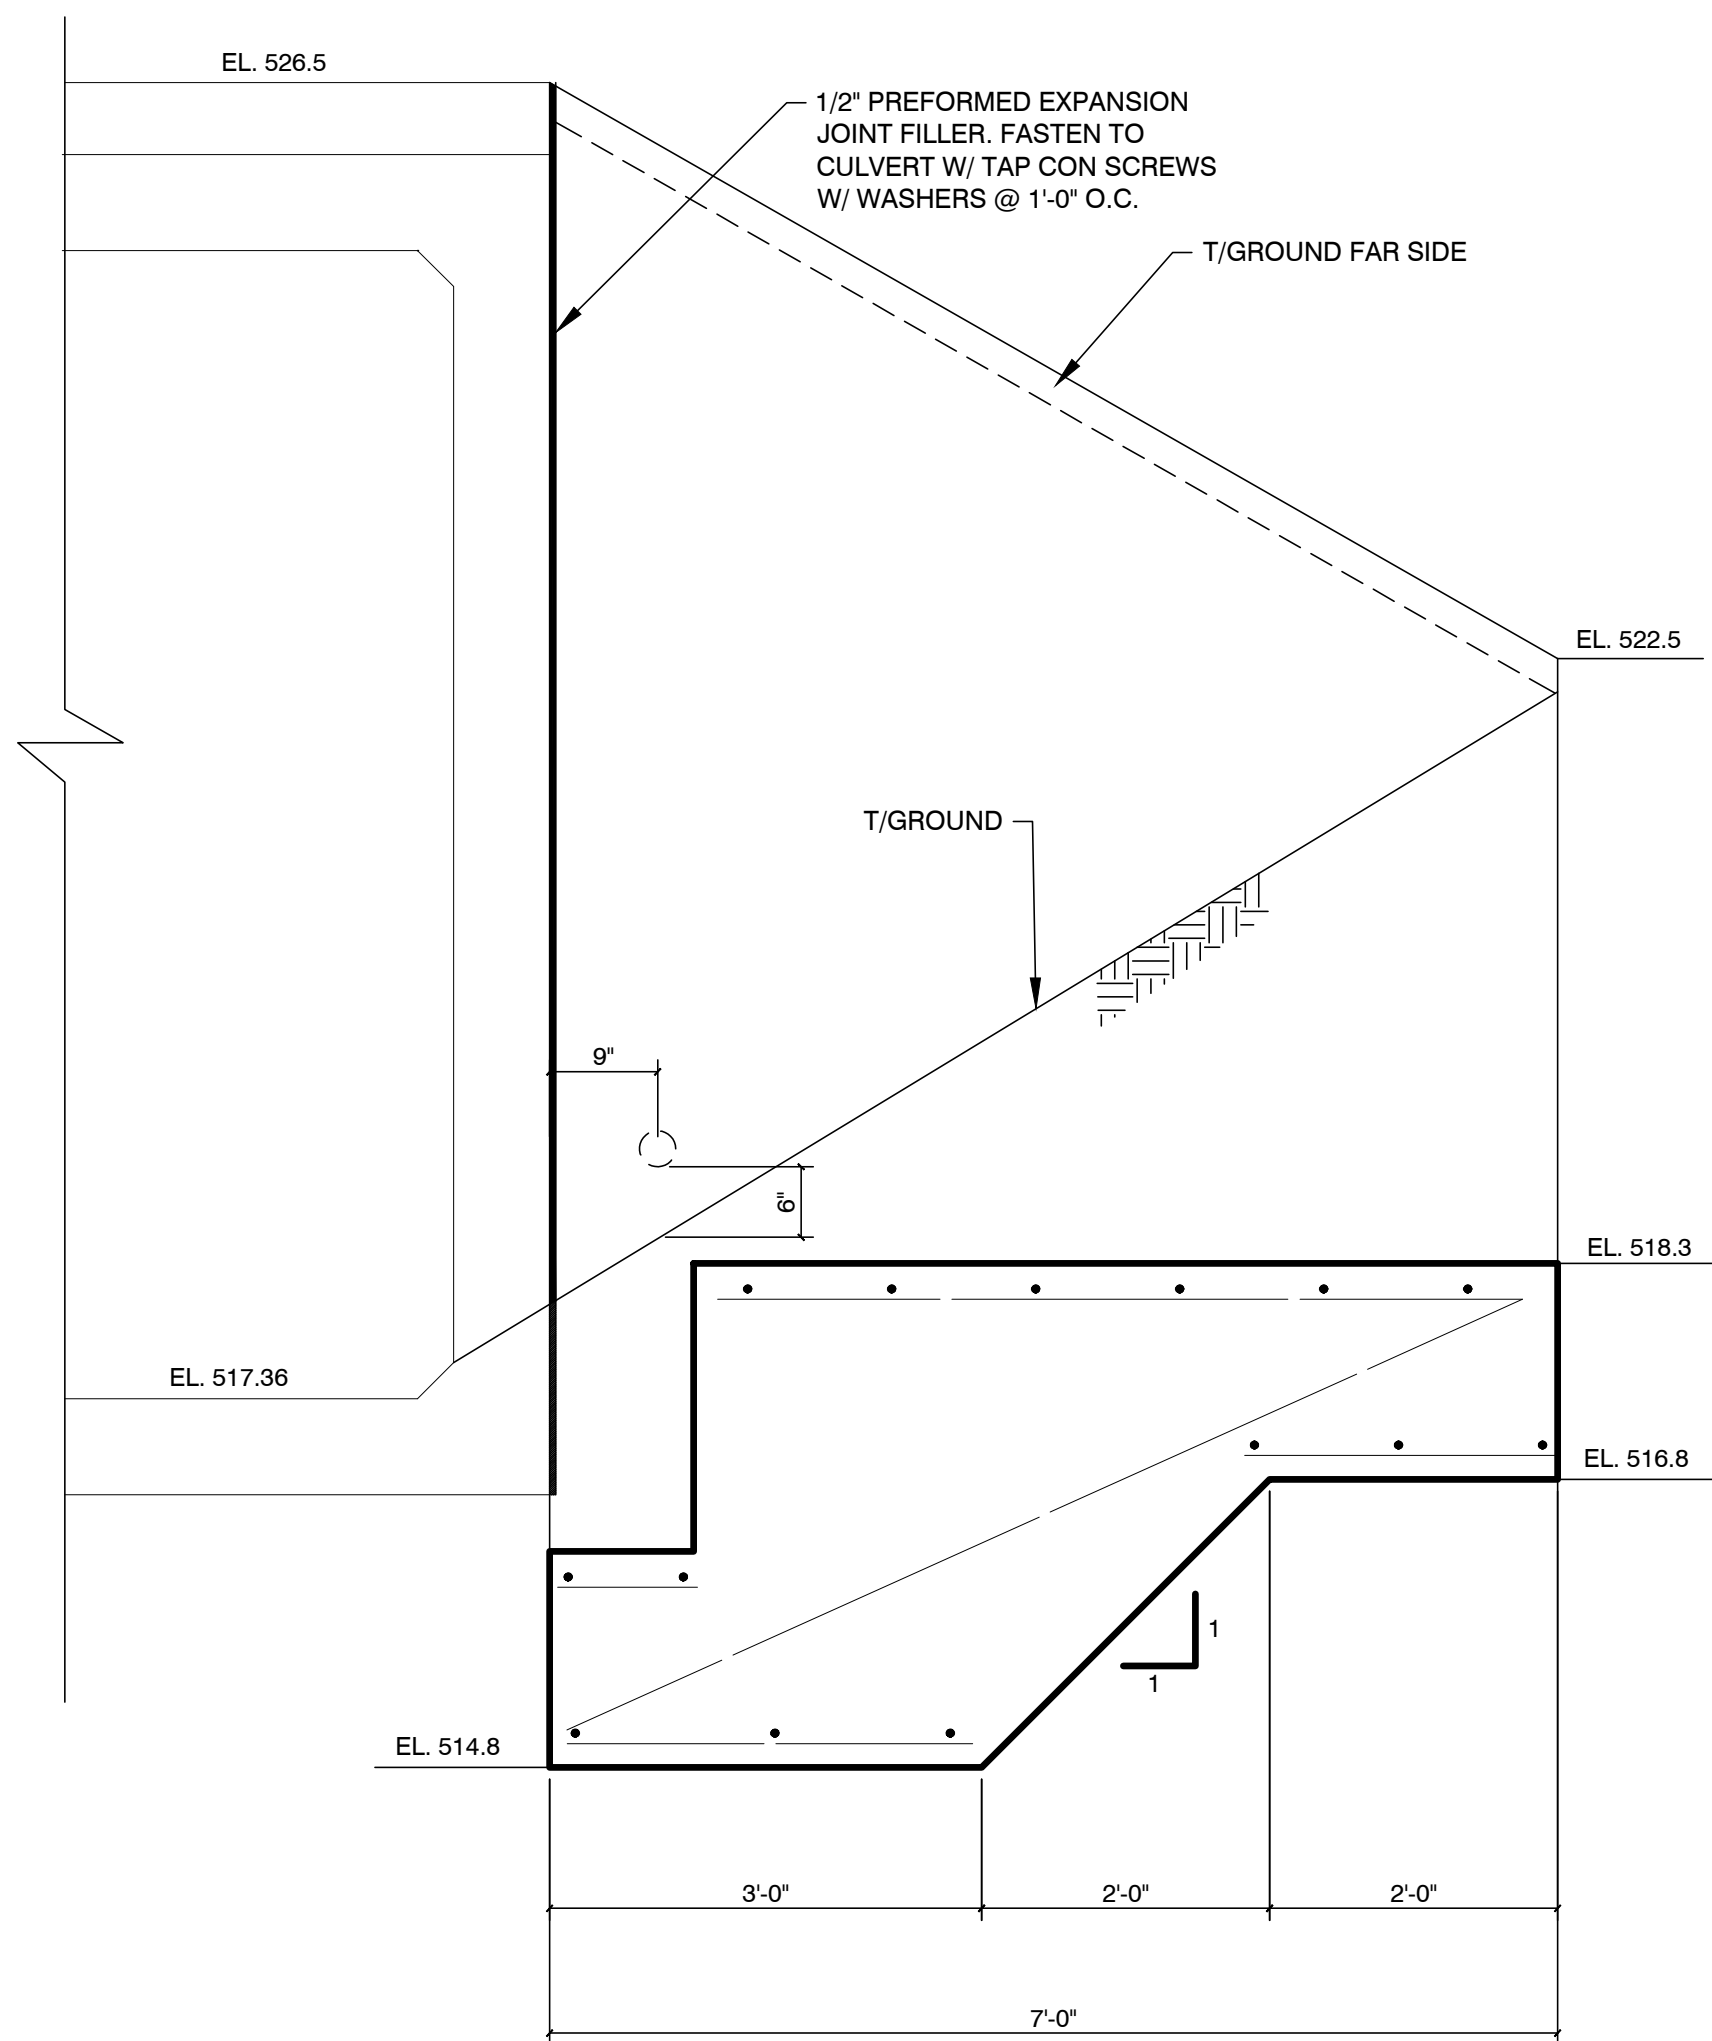 EL. 526.5
1/2" PREFORMED EXPANSION
JOINT FILLER. FASTEN TO
CULVERT W/ TAP CON SCREWS
W/ WASHERS @ 1'-0" O.C.
T/GROUND FAR SIDE
EL. 522.5
T/GROUND
9"
6"
EL. 518.3
EL. 517.36
EL. 516.8
1
1
EL. 514.8
3'-0"
2'-0"
2'-0"
7'-0"